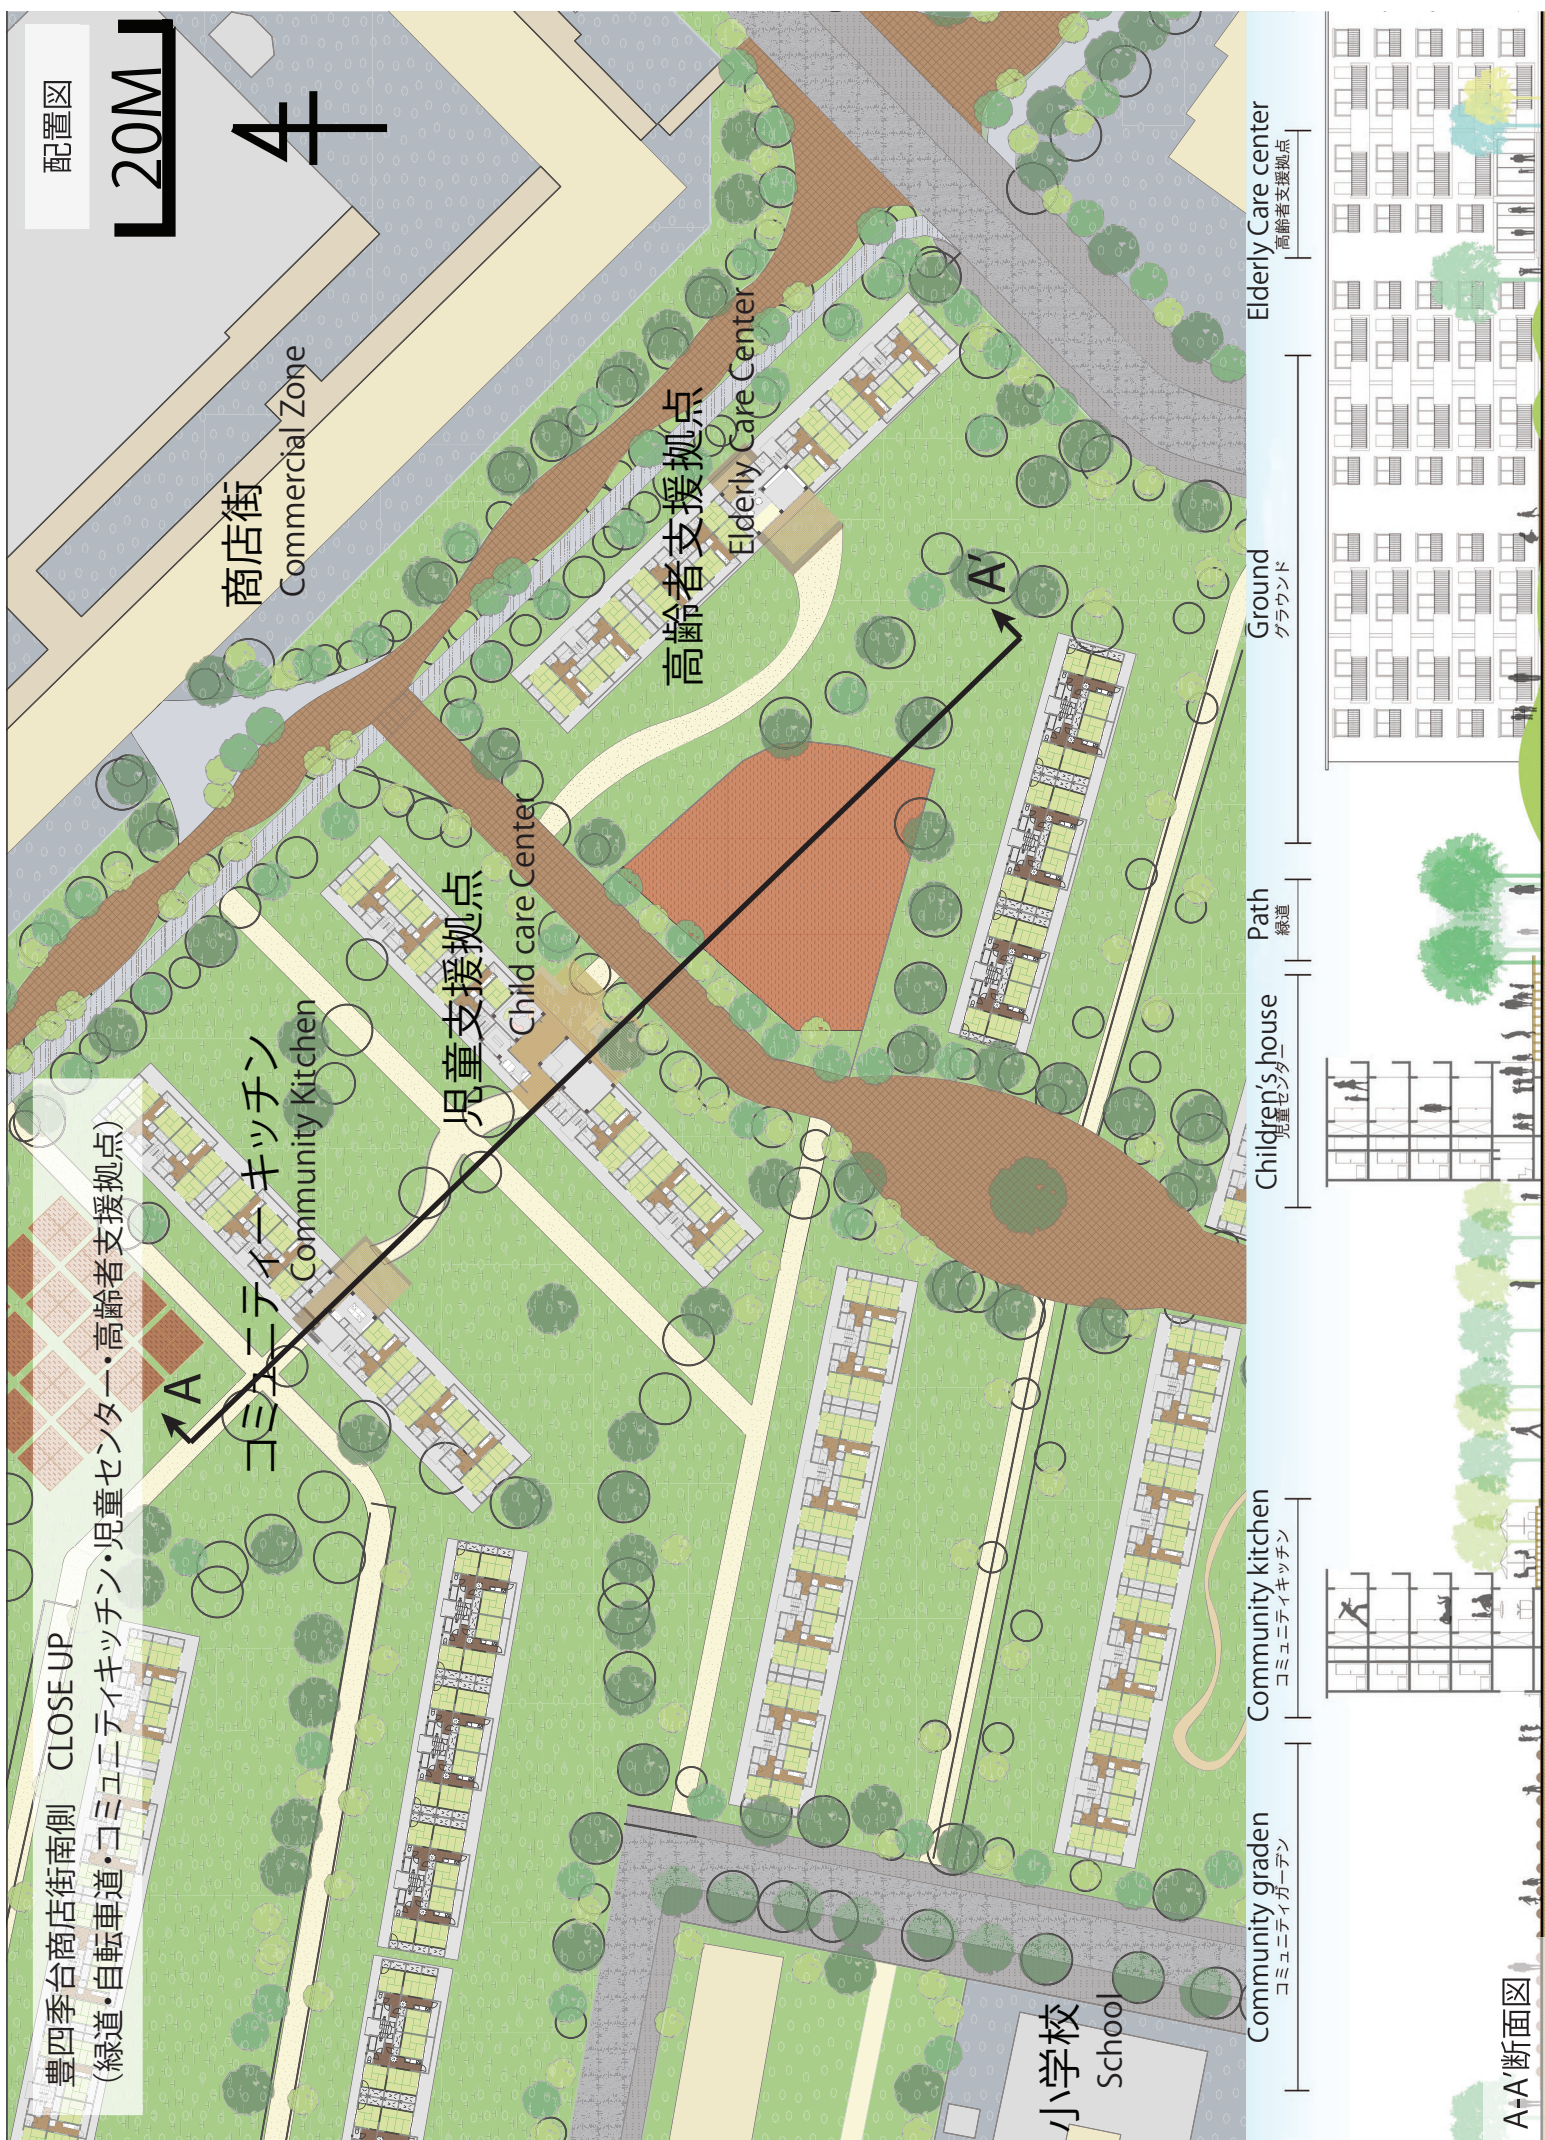 豊四季台商店街南側　CLOSE UP
（緑道・自転車道・コミュニティキッチン・児童センター・高齢者支援拠点）
配置図
20M
商店街
Commercial Zone
コミュニティーキッチン
Community Kitchen
児童支援拠点
Child care Center
高齢者支援拠点
Elderly Care Center
A
A'
小学校
School
Community graden
コミュニティガーデン
Community kitchen
コミュニティキッチン
Children's house
児童センター
Path
緑道
Ground
グラウンド
Elderly Care center
高齢者支援拠点
A-A'断面図